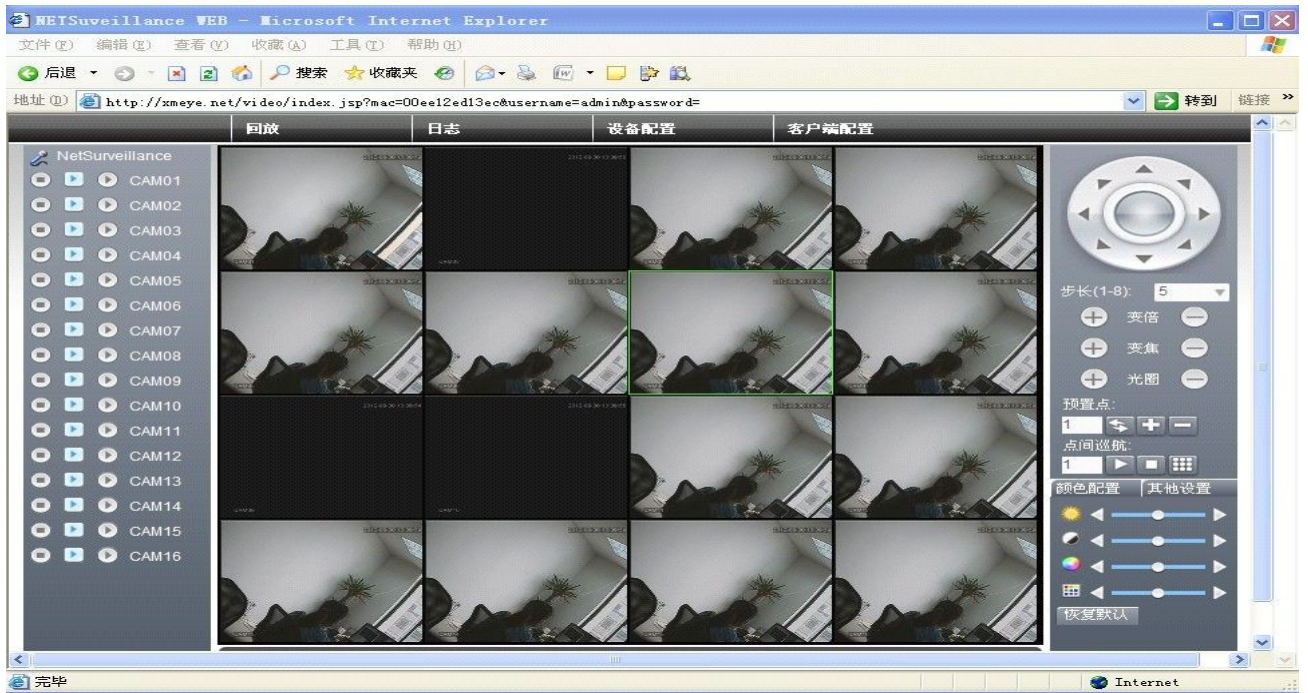 NETSuveillance WEB - Microsoft Internet Explorer
文件(F) 编辑(E) 查看(V) 收藏(A) 工具(T) 帮助(H)
后退 搜索 收藏夹
地址(D) http://xmeye.net/video/index.jsp?mac=00ee12ed13ec&username=admin&password= 转到 链接 »
回放 日志 设备配置 客户端配置
NetSurveillance
CAM01
CAM02
CAM03
CAM04
CAM05
CAM06
CAM07
CAM08
CAM09
CAM10
CAM11
CAM12
CAM13
CAM14
CAM15
CAM16
步长(1-8): 5
变倍
变焦
光圈
预置点:
1
点间巡航:
1
颜色配置 其他设置
恢复默认
完毕 Internet